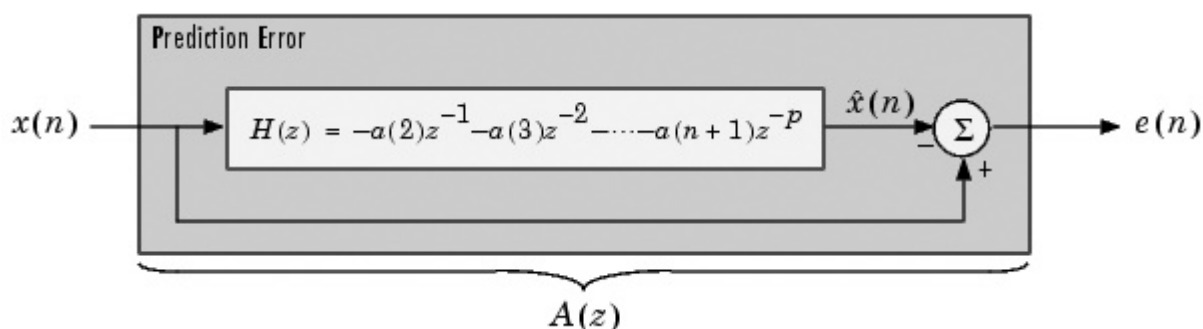 Prediction Error
x(n)
H(z) = -a(2)z^{-1}-a(3)z^{-2}-⋯-a(n+1)z^{-p}
x̂(n)
−
Σ
+
e(n)
A(z)